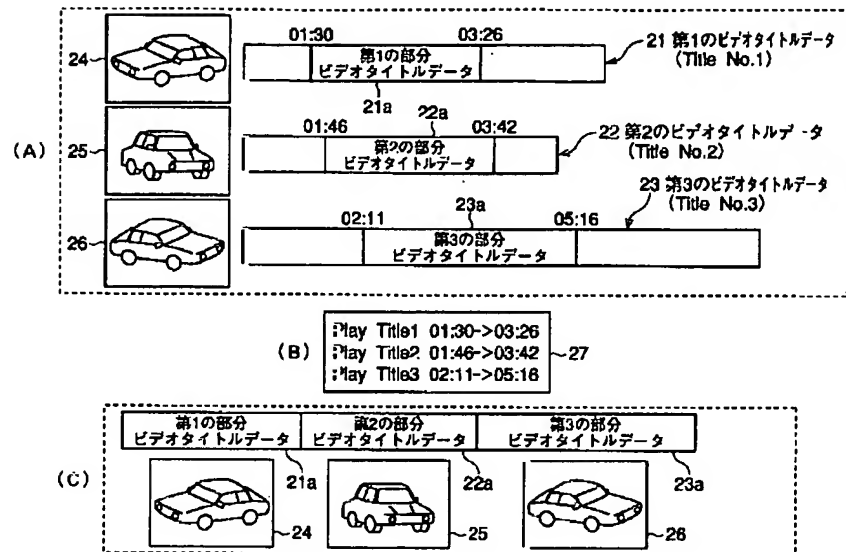 01:30 03:26
24
第1の部分
ビデオタイトルデータ
21a
21 第1のビデオタイトルデータ
(Title No.1)
(A)
22a
01:46 03:42
25
第2の部分
ビデオタイトルデータ
22 第2のビデオタイトルデータ
(Title No.2)
23a
02:11 05:16
26
第3の部分
ビデオタイトルデータ
23 第3のビデオタイトルデータ
(Title No.3)
(B)
Play Title1 01:30->03:26
Play Title2 01:46->03:42
Play Title3 02:11->05:16
27
(C)
第1の部分
ビデオタイトルデータ
第2の部分
ビデオタイトルデータ
第3の部分
ビデオタイトルデータ
21a 22a 23a
24 25 26